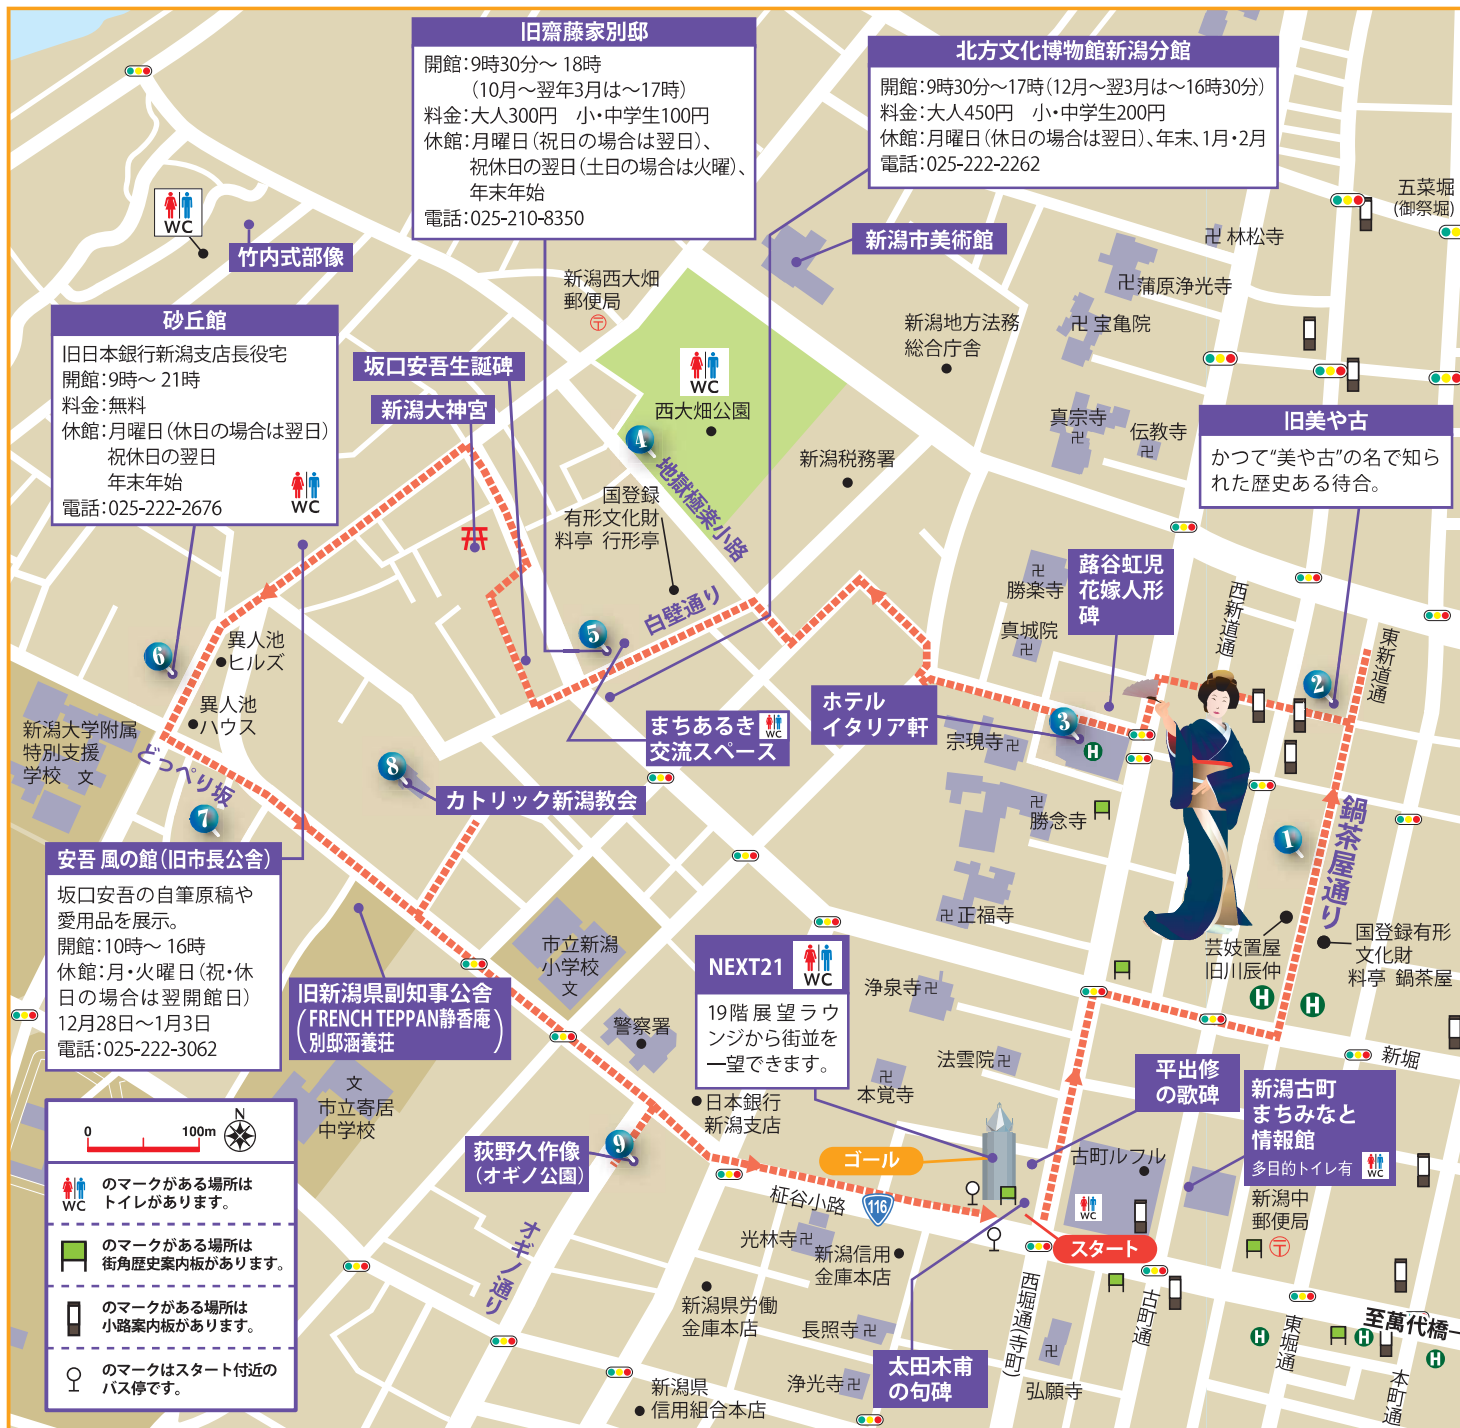 旧齋藤家別邸
開館:9時30分〜18時
(10月〜翌年3月は〜17時)
料金:大人300円 小・中学生100円
休館:月曜日(祝日の場合は翌日)、
祝休日の翌日(土日の場合は火曜)、
年末年始
電話:025-210-8350
北方文化博物館新潟分館
開館:9時30分〜17時(12月〜翌3月は〜16時30分)
料金:大人450円 小・中学生200円
休館:月曜日(休日の場合は翌日)、年末、1月・2月
電話:025-222-2262
五菜堀
(御祭堀)
WC
竹内式部像
新潟市美術館
卍 林松寺
新潟西大畑
郵便局
卍 蒲原浄光寺
卍 宝亀院
新潟地方法務
総合庁舎
砂丘館
旧日本銀行新潟支店長役宅
開館:9時〜21時
料金:無料
休館:月曜日(休日の場合は翌日)
祝休日の翌日
年末年始
電話:025-222-2676
WC
坂口安吾生誕碑
新潟大神宮
WC
西大畑公園
4
地獄極楽小路
新潟税務署
真宗寺
卍
伝教寺
卍
旧美や古
かつて“美や古”の名で知ら
れた歴史ある待合。
国登録
有形文化財
料亭 行形亭
卍
勝楽寺
真城院
卍
蕗谷虹児
花嫁人形
碑
西新道通
東新道通
白壁通り
5
6
異人池
ヒルズ
異人池
ハウス
2
3
H
ホテル
イタリア軒
まちあるき
交流スペース
WC
宗現寺
卍
新潟大学附属
特別支援
学校 文
どっぺり坂
7
8
カトリック新潟教会
卍
勝念寺
1
鍋茶屋通り
安吾 風の館(旧市長公舎)
坂口安吾の自筆原稿や
愛用品を展示。
開館:10時〜16時
休館:月・火曜日(祝・休
日の場合は翌開館日)
12月28日〜1月3日
電話:025-222-3062
卍 正福寺
芸妓置屋
旧川辰仲
国登録有形
文化財
料亭 鍋茶屋
H
H
市立新潟
小学校
文
NEXT21
WC
19階展望ラウ
ンジから街並を
一望できます。
浄泉寺
卍
旧新潟県副知事公舎
(FRENCH TEPPAN静香庵
別邸涵養荘)
警察署
新堀
法雲院 卍
卍
本覚寺
平出修
の歌碑
新潟古町
まちみなと
情報館
多目的トイレ有
WC
文
市立寄居
中学校
日本銀行
新潟支店
9
荻野久作像
(オギノ公園)
ゴール
古町ルフル
WC
新潟中
郵便局
柾谷小路
116
スタート
0
100m
N
WC
のマークがある場所は
トイレがあります。
のマークがある場所は
街角歴史案内板があります。
のマークがある場所は
小路案内板があります。
のマークはスタート付近の
バス停です。
オギノ通り
光林寺 卍
新潟信用
金庫本店
新潟県労働
金庫本店
長照寺 卍
西堀通(寺町)
古町通
東堀通
至萬代橋
H
H
H
本町通
太田木甫
の句碑
卍
弘願寺
浄光寺 卍
新潟県
信用組合本店